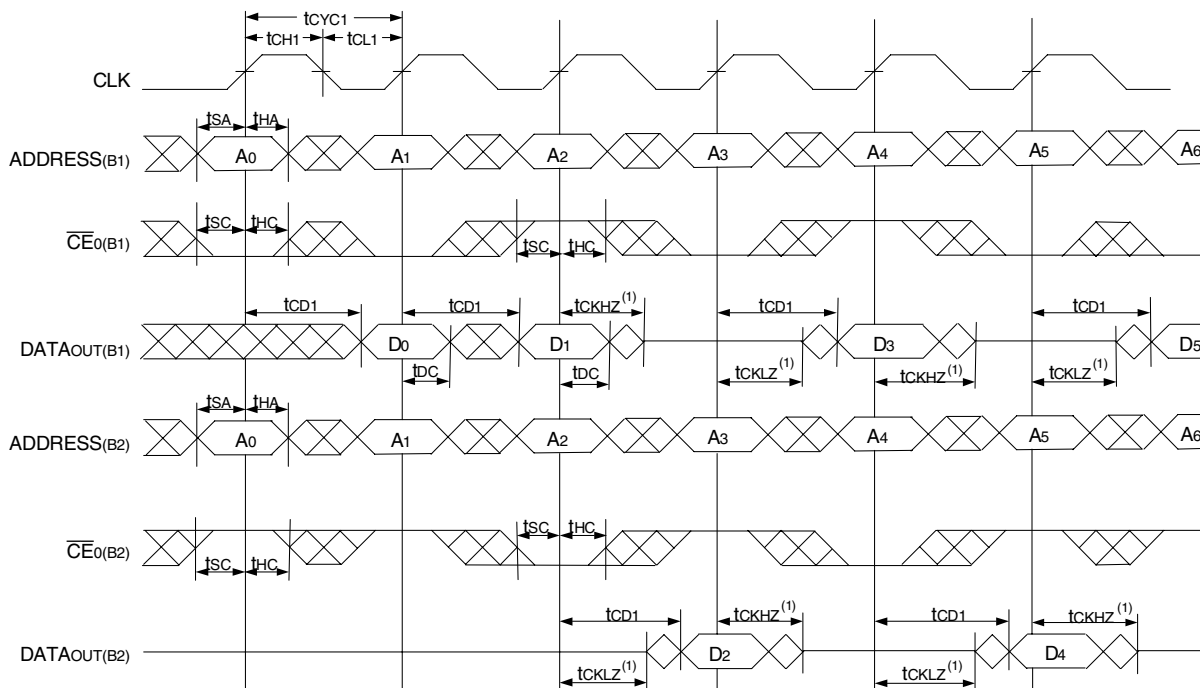 tCYC1
tCH1 tCL1
CLK
tSA tHA
ADDRESS(B1) A0 A1 A2 A3 A4 A5 A6
tSC tHC
CE0(B1)
tSC tHC
tCD1 tCD1 tCKHZ(1) tCD1 tCD1
DATAOUT(B1) D0 D1 D3 D5
tDC tDC tCKLZ(1) tCKHZ(1) tCKLZ(1)
tSA tHA
ADDRESS(B2) A0 A1 A2 A3 A4 A5 A6
tSC tHC
CE0(B2)
tSC tHC
tCD1 tCKHZ(1) tCD1 tCKHZ(1)
DATAOUT(B2) D2 D4
tCKLZ(1) tCKLZ(1)